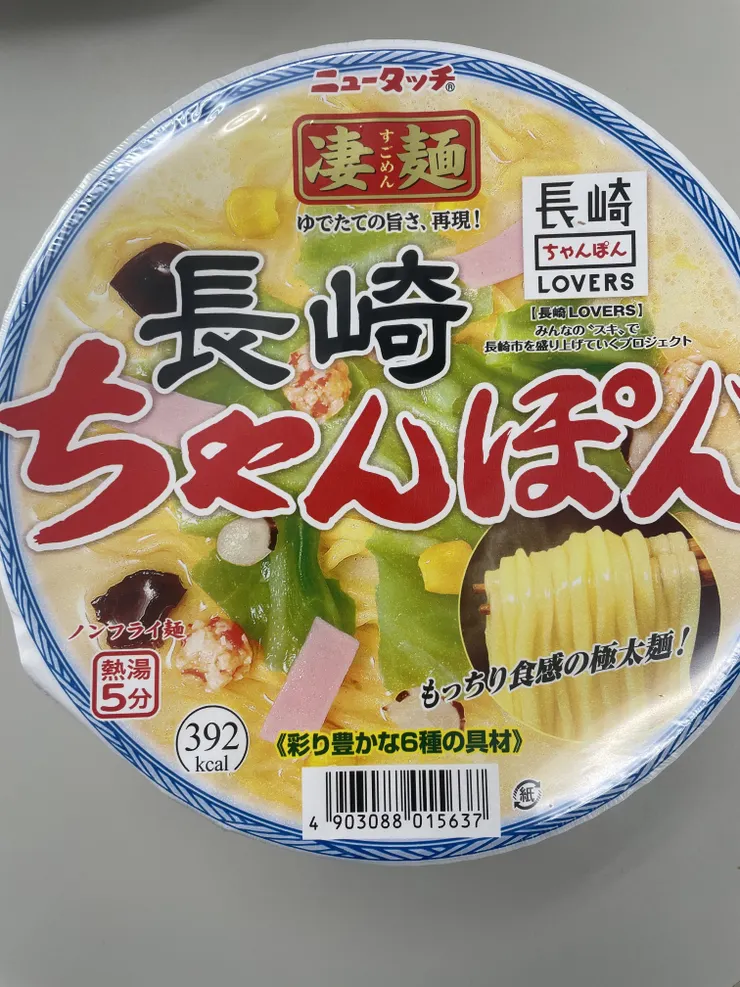 ニュータッチ®
凄麺
すごめん
ゆでたての旨さ、再現!
長崎
ちゃんぽん
LOVERS
【長崎LOVERS】
みんなの〝スキ〟で
長崎市を盛り上げていくプロジェクト
長崎
ちゃんぽん
ノンフライ麺
熱湯
5分
もっちり食感の極太麺!
392
kcal
《彩り豊かな6種の具材》
紙
4 903088 015637